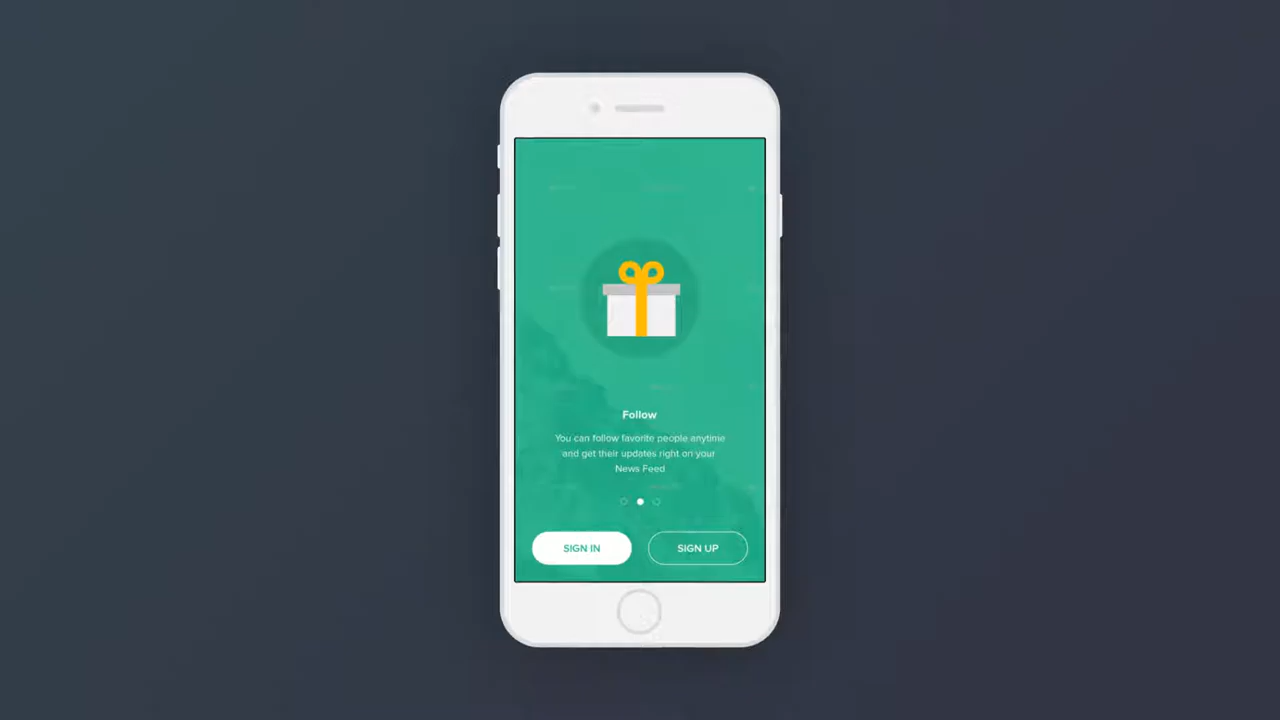 Follow
You can follow favorite people anytime
and get their updates right on your
News Feed
SIGN IN
SIGN UP